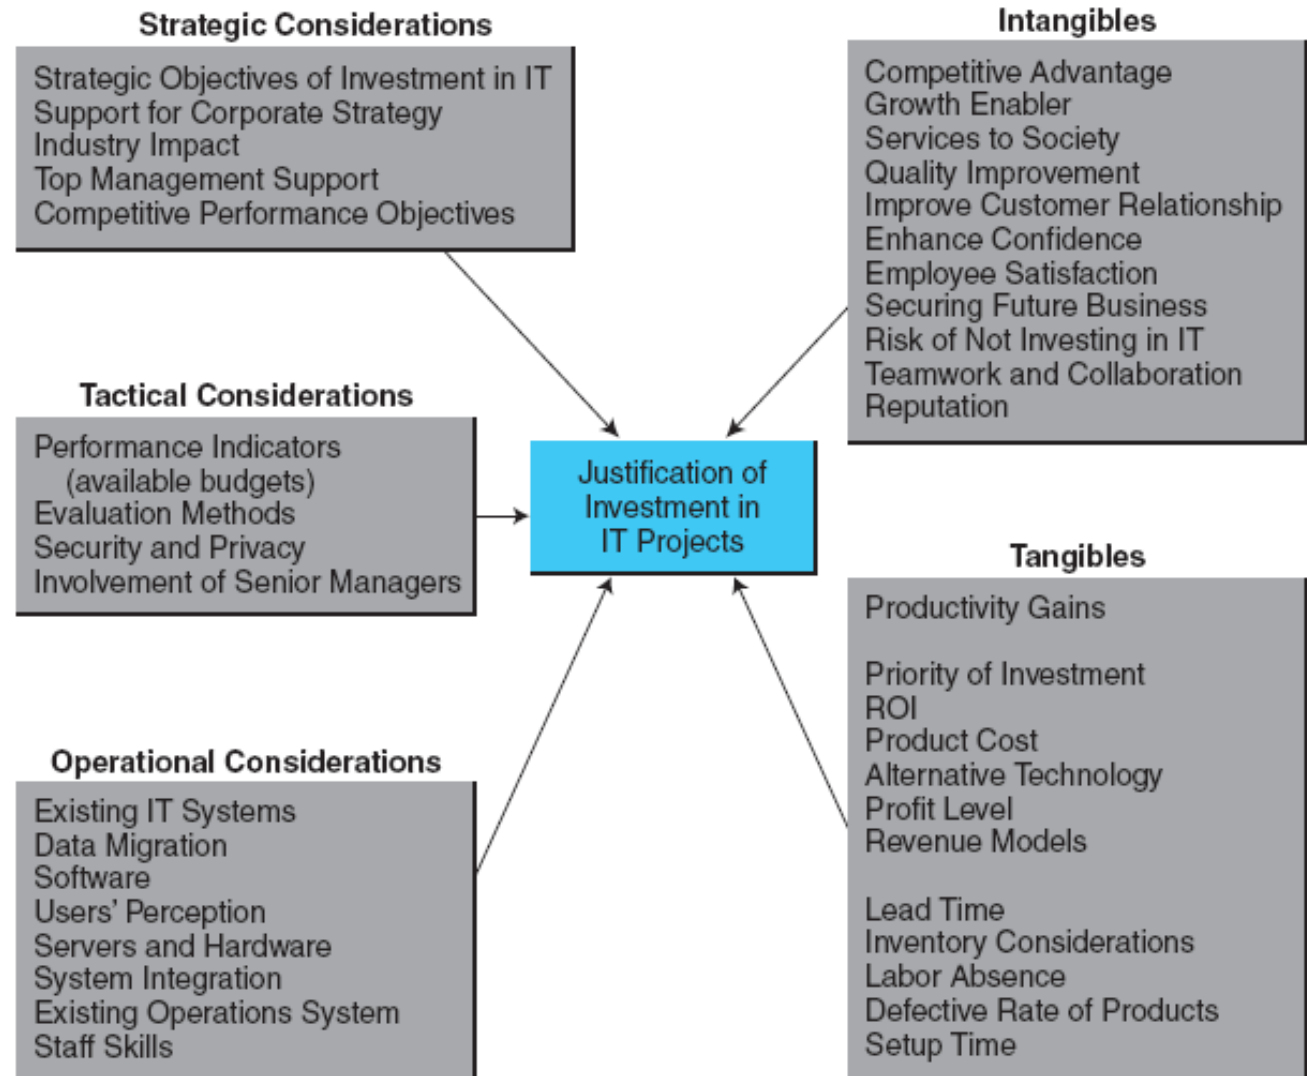 Strategic Considerations
Strategic Objectives of Investment in IT
Support for Corporate Strategy
Industry Impact
Top Management Support
Competitive Performance Objectives
Intangibles
Competitive Advantage
Growth Enabler
Services to Society
Quality Improvement
Improve Customer Relationship
Enhance Confidence
Employee Satisfaction
Securing Future Business
Risk of Not Investing in IT
Teamwork and Collaboration
Reputation
Tactical Considerations
Performance Indicators
(available budgets)
Evaluation Methods
Security and Privacy
Involvement of Senior Managers
Justification of
Investment in
IT Projects
Tangibles
Productivity Gains
Priority of Investment
ROI
Product Cost
Alternative Technology
Profit Level
Revenue Models
Lead Time
Inventory Considerations
Labor Absence
Defective Rate of Products
Setup Time
Operational Considerations
Existing IT Systems
Data Migration
Software
Users' Perception
Servers and Hardware
System Integration
Existing Operations System
Staff Skills